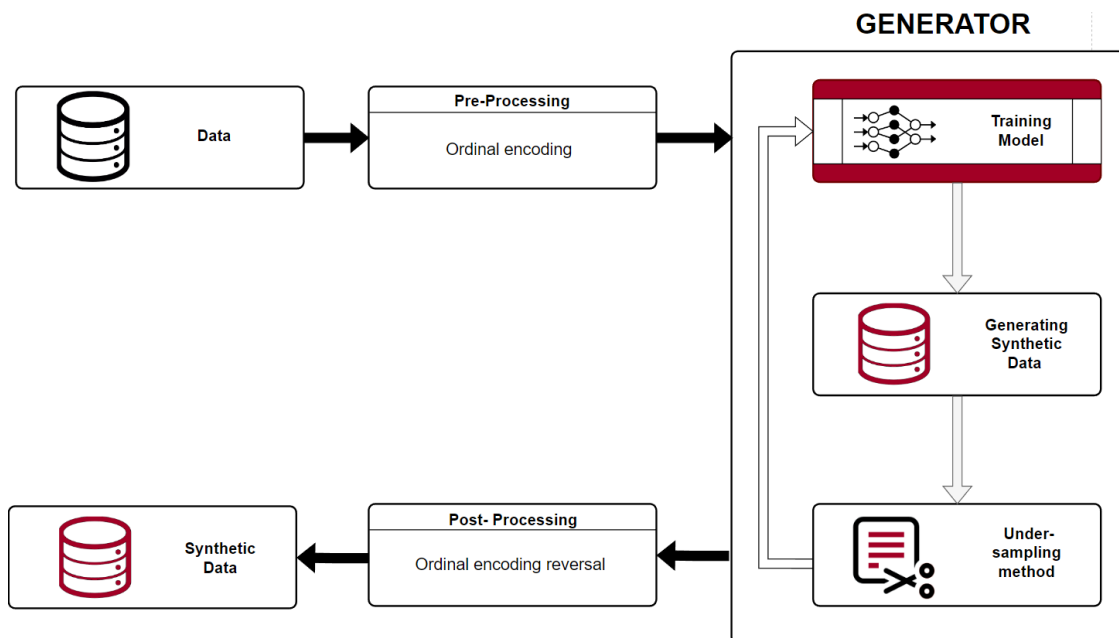 GENERATOR
Data
Pre-Processing
Ordinal encoding
Training
Model
Generating
Synthetic
Data
Under-
sampling
method
Post- Processing
Ordinal encoding reversal
Synthetic
Data